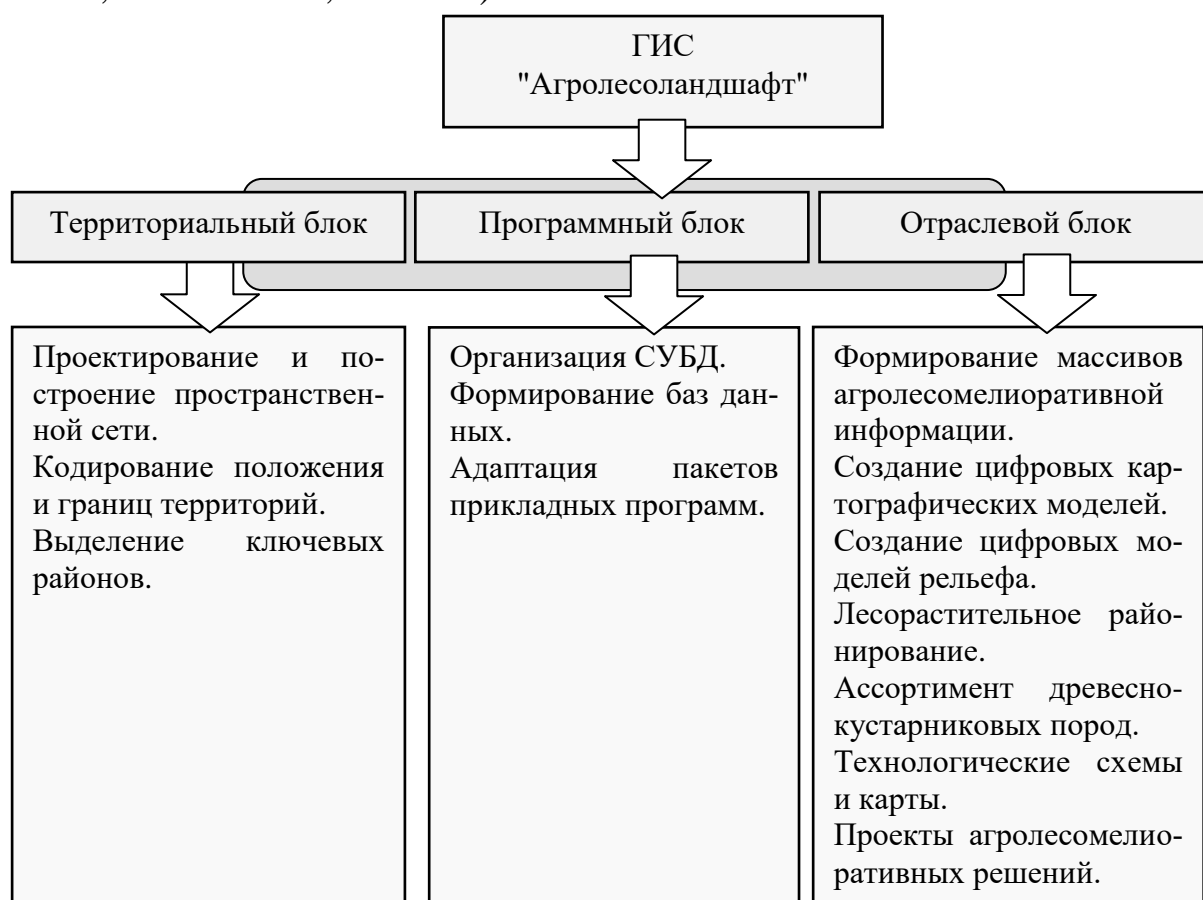 ГИС
"Агролесоландшафт"
Территориальный блок
Программный блок
Отраслевой блок
Проектирование и по-
строение пространствен-
ной сети.
Кодирование положения
и границ территорий.
Выделение ключевых
районов.
Организация СУБД.
Формирование баз дан-
ных.
Адаптация пакетов
прикладных программ.
Формирование массивов
агролесомелиоративной
информации.
Создание цифровых кар-
тографических моделей.
Создание цифровых мо-
делей рельефа.
Лесорастительное райо-
нирование.
Ассортимент древесно-
кустарниковых пород.
Технологические схемы
и карты.
Проекты агролесомелио-
ративных решений.